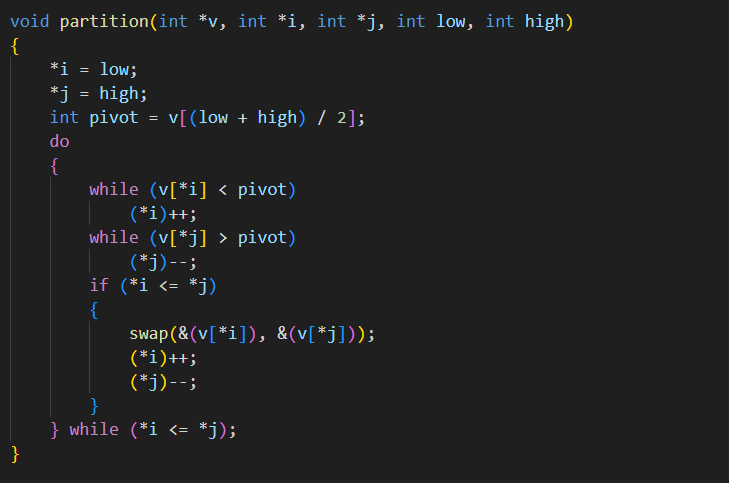 void partition(int *v, int *i, int *j, int low, int high)
{
    *i = low;
    *j = high;
    int pivot = v[(low + high) / 2];
    do
    {
        while (v[*i] < pivot)
            (*i)++;
        while (v[*j] > pivot)
            (*j)--;
        if (*i <= *j)
        {
            swap(&(v[*i]), &(v[*j]));
            (*i)++;
            (*j)--;
        }
    } while (*i <= *j);
}